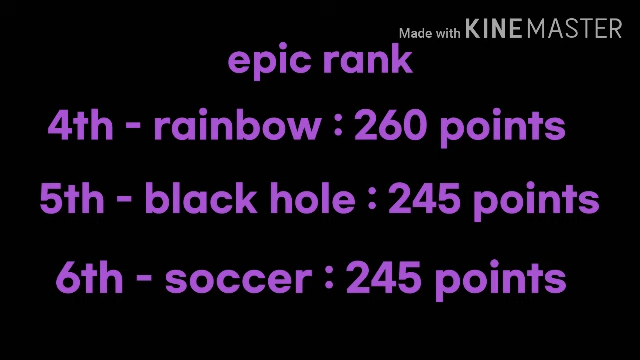 Made with KINEMASTER
epic rank
4th - rainbow : 260 points
5th - black hole : 245 points
6th - soccer : 245 points